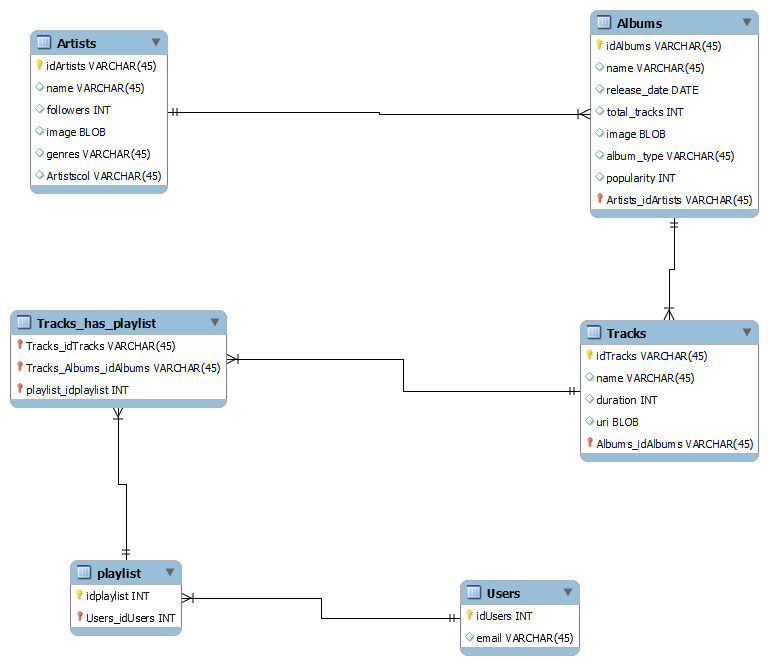 Artists
idArtists VARCHAR(45)
name VARCHAR(45)
followers INT
image BLOB
genres VARCHAR(45)
Artistscol VARCHAR(45)
Albums
idAlbums VARCHAR(45)
name VARCHAR(45)
release_date DATE
total_tracks INT
image BLOB
album_type VARCHAR(45)
popularity INT
Artists_idArtists VARCHAR(45)
Tracks_has_playlist
Tracks_idTracks VARCHAR(45)
Tracks_Albums_idAlbums VARCHAR(45)
playlist_idplaylist INT
Tracks
idTracks VARCHAR(45)
name VARCHAR(45)
duration INT
uri BLOB
Albums_idAlbums VARCHAR(45)
playlist
idplaylist INT
Users_idUsers INT
Users
idUsers INT
email VARCHAR(45)